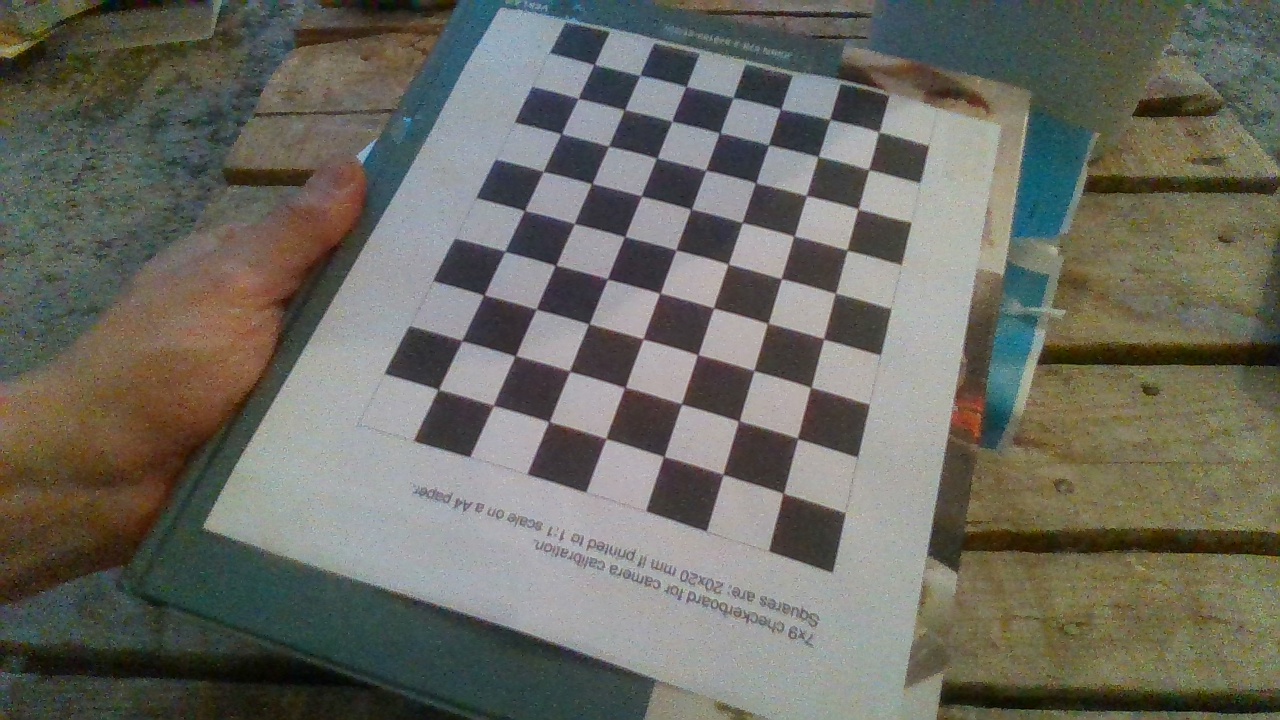 7x9 checkerboard for camera calibration.
Squares are; 20x20 mm if printed to 1:1 scale on a A4 paper.